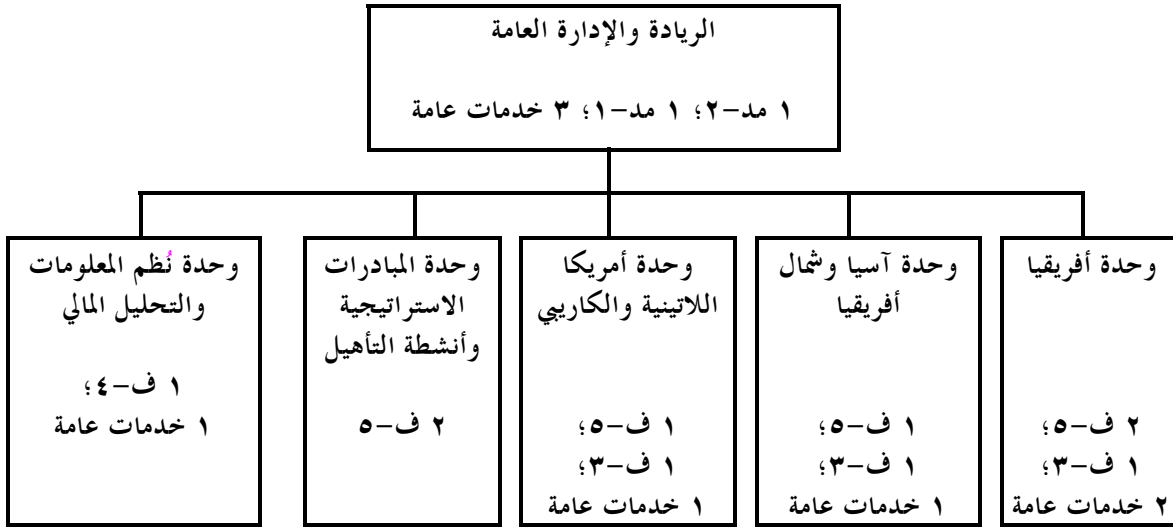 الريادة والإدارة العامة
١ مد-٢؛ ١ مد-١؛ ٣ خدمات عامة
وحدة أفريقيا
٢ ف-٥؛
١ ف-٣؛
٢ خدمات عامة
وحدة آسيا وشمال
أفريقيا
١ ف-٥؛
١ ف-٣؛
١ خدمات عامة
وحدة أمريكا
اللاتينية والكاريبي
١ ف-٥؛
١ ف-٣؛
١ خدمات عامة
وحدة المبادرات
الاستراتيجية
وأنشطة التأهيل
٢ ف-٥
وحدة نُظم المعلومات
والتحليل المالي
١ ف-٤؛
١ خدمات عامة